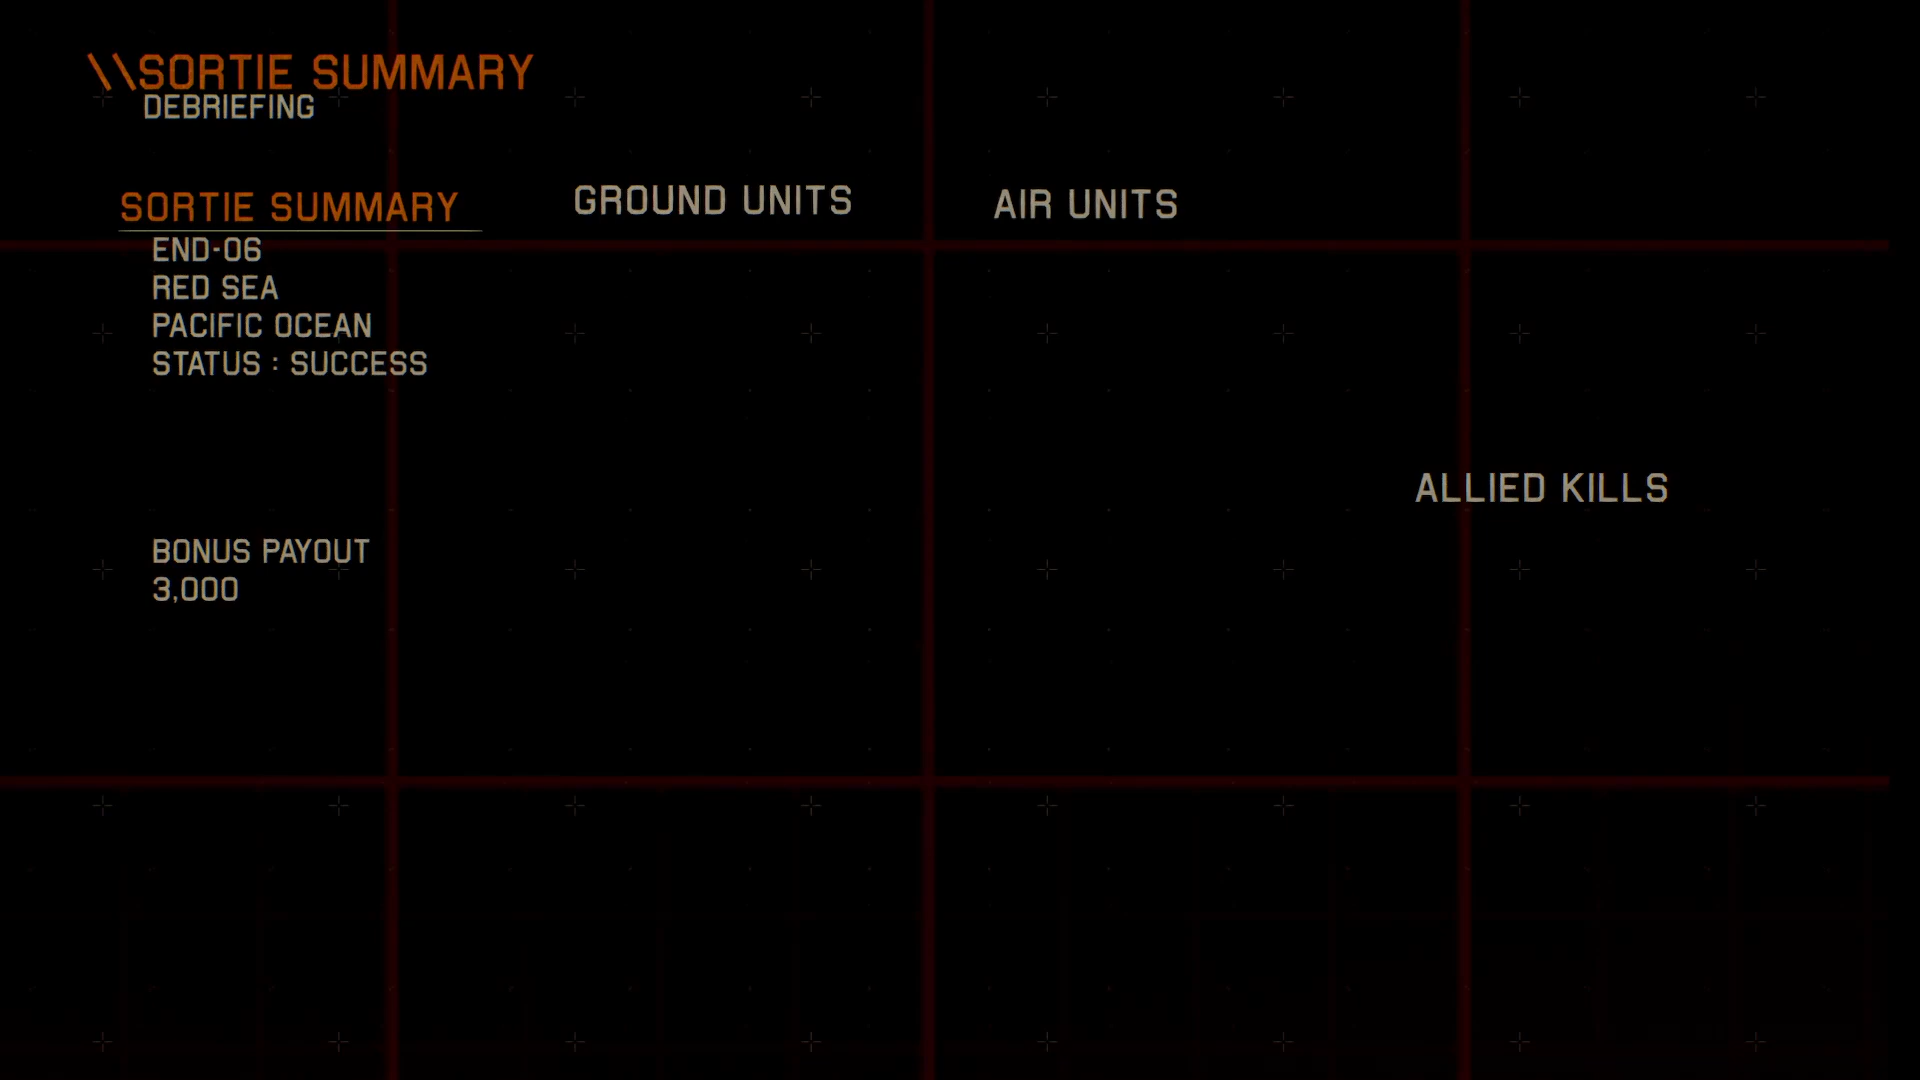 \\SORTIE SUMMARY
DEBRIEFING
SORTIE SUMMARY
END-06
RED SEA
PACIFIC OCEAN
STATUS : SUCCESS
BONUS PAYOUT
3,000
GROUND UNITS
AIR UNITS
ALLIED KILLS